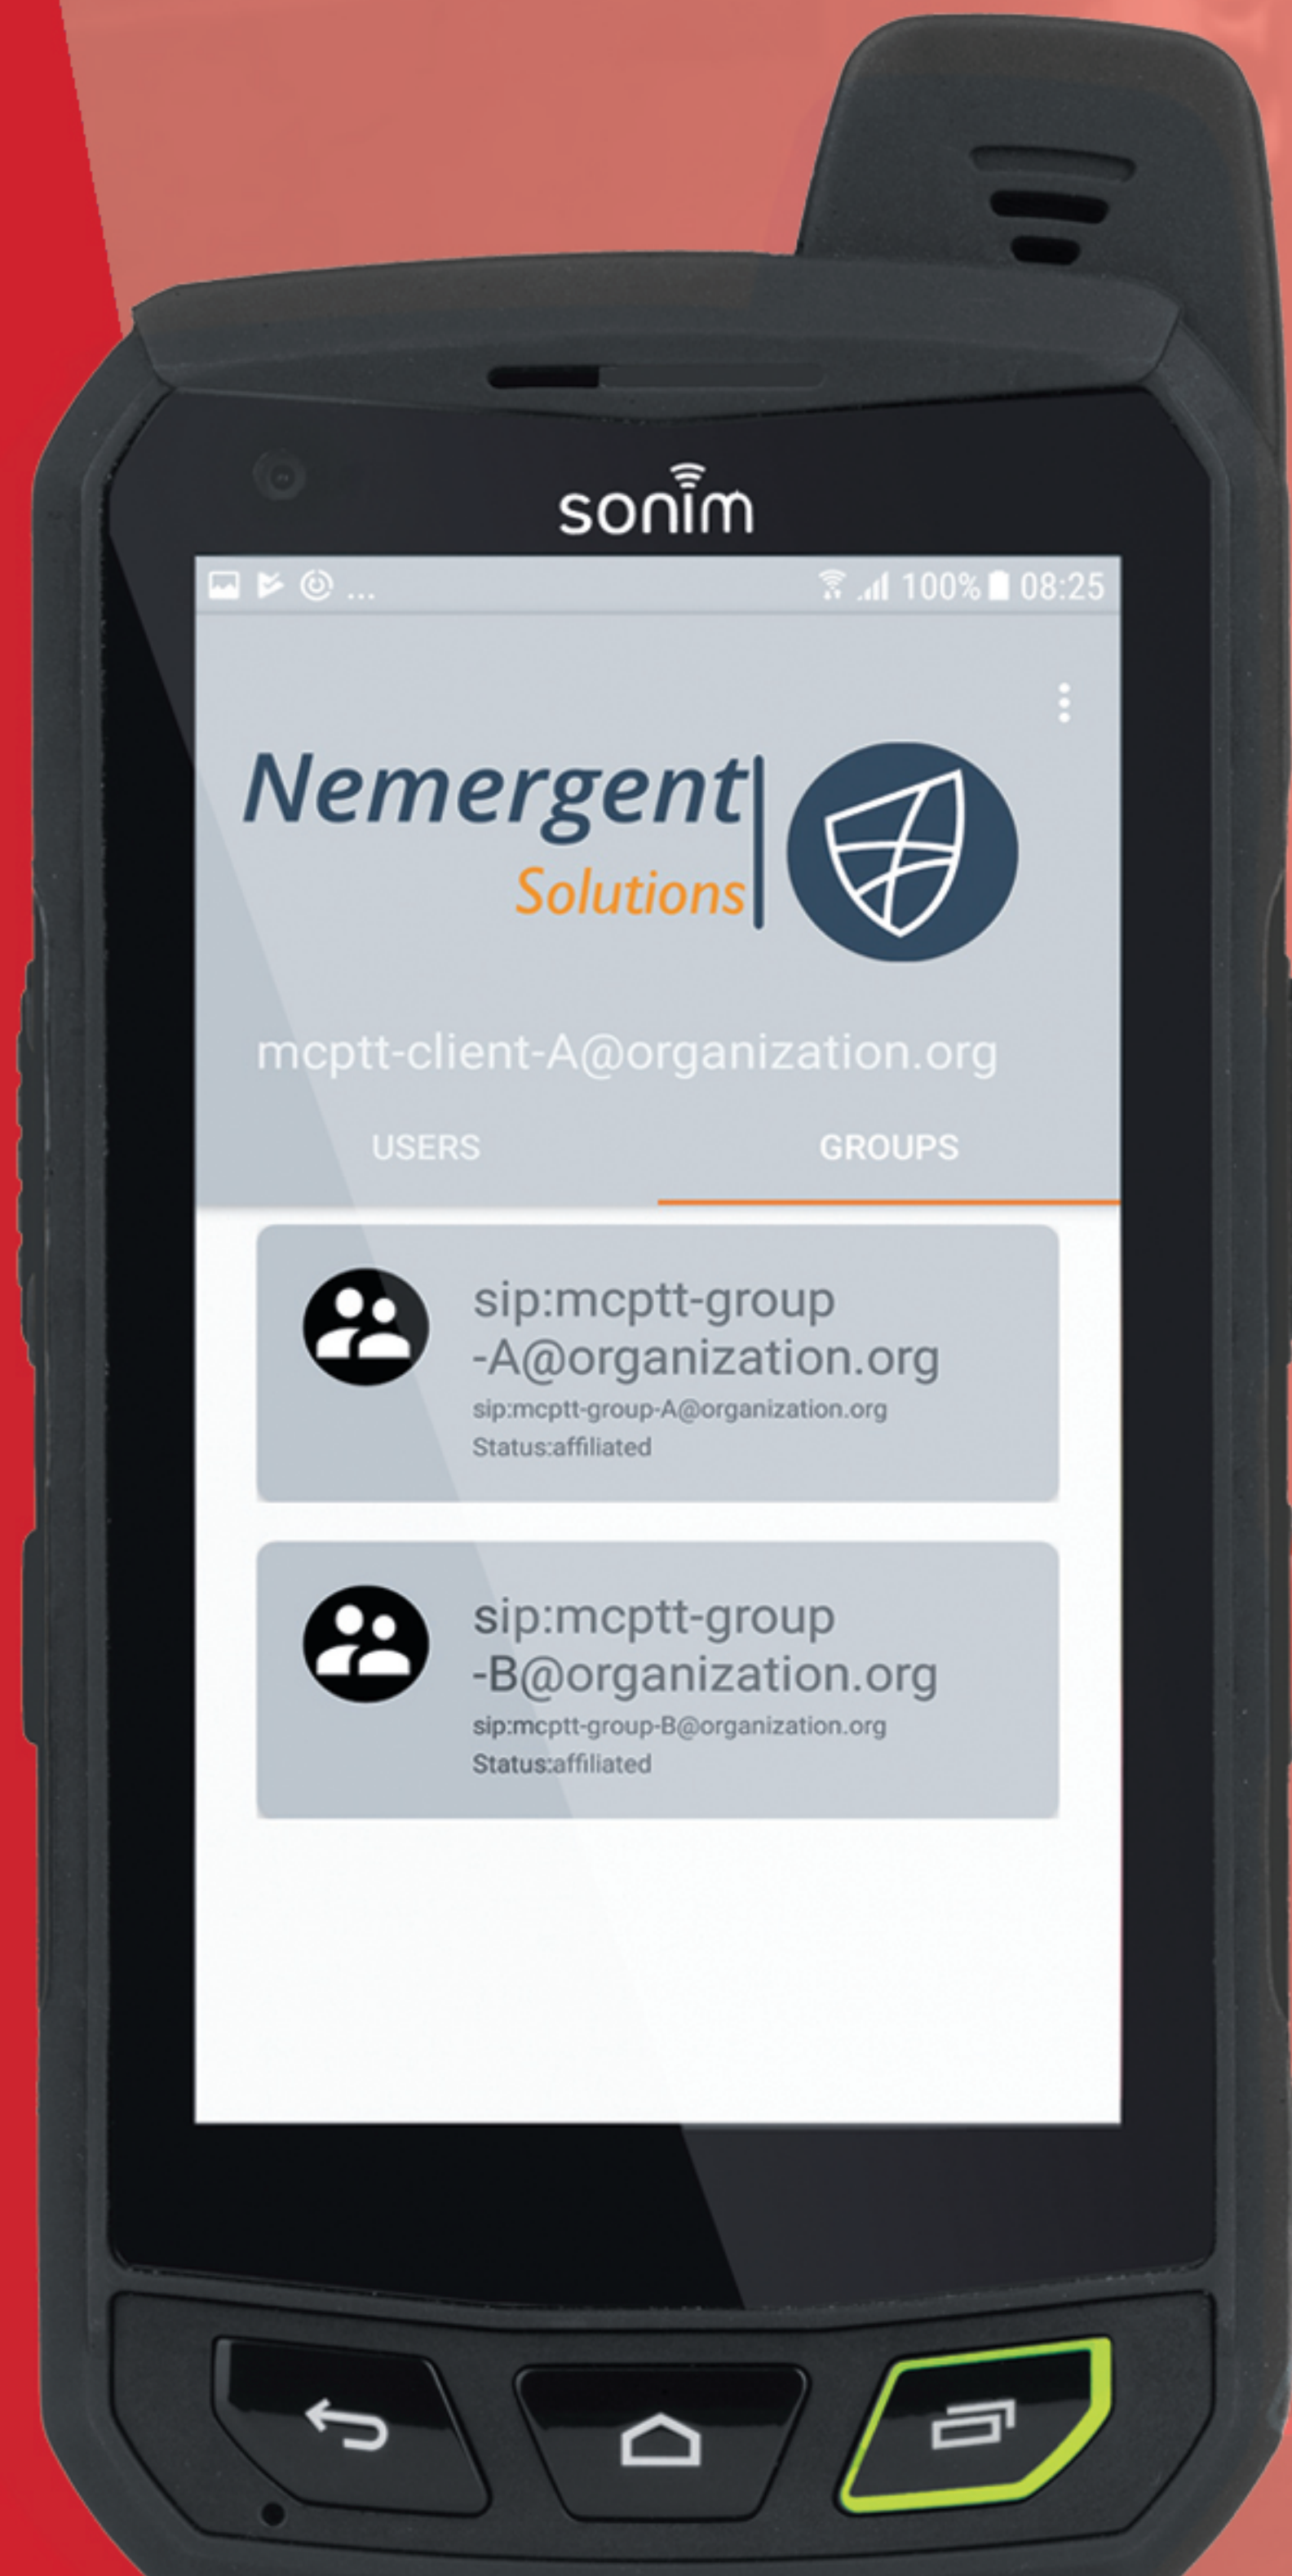 sonim
... 100% 08:25
Nemergent
Solutions
mcptt-client-A@organization.org
USERS GROUPS
sip:mcptt-group
-A@organization.org
sip:mcptt-group-A@organization.org
Status:affiliated
sip:mcptt-group
-B@organization.org
sip:mcptt-group-B@organization.org
Status:affiliated